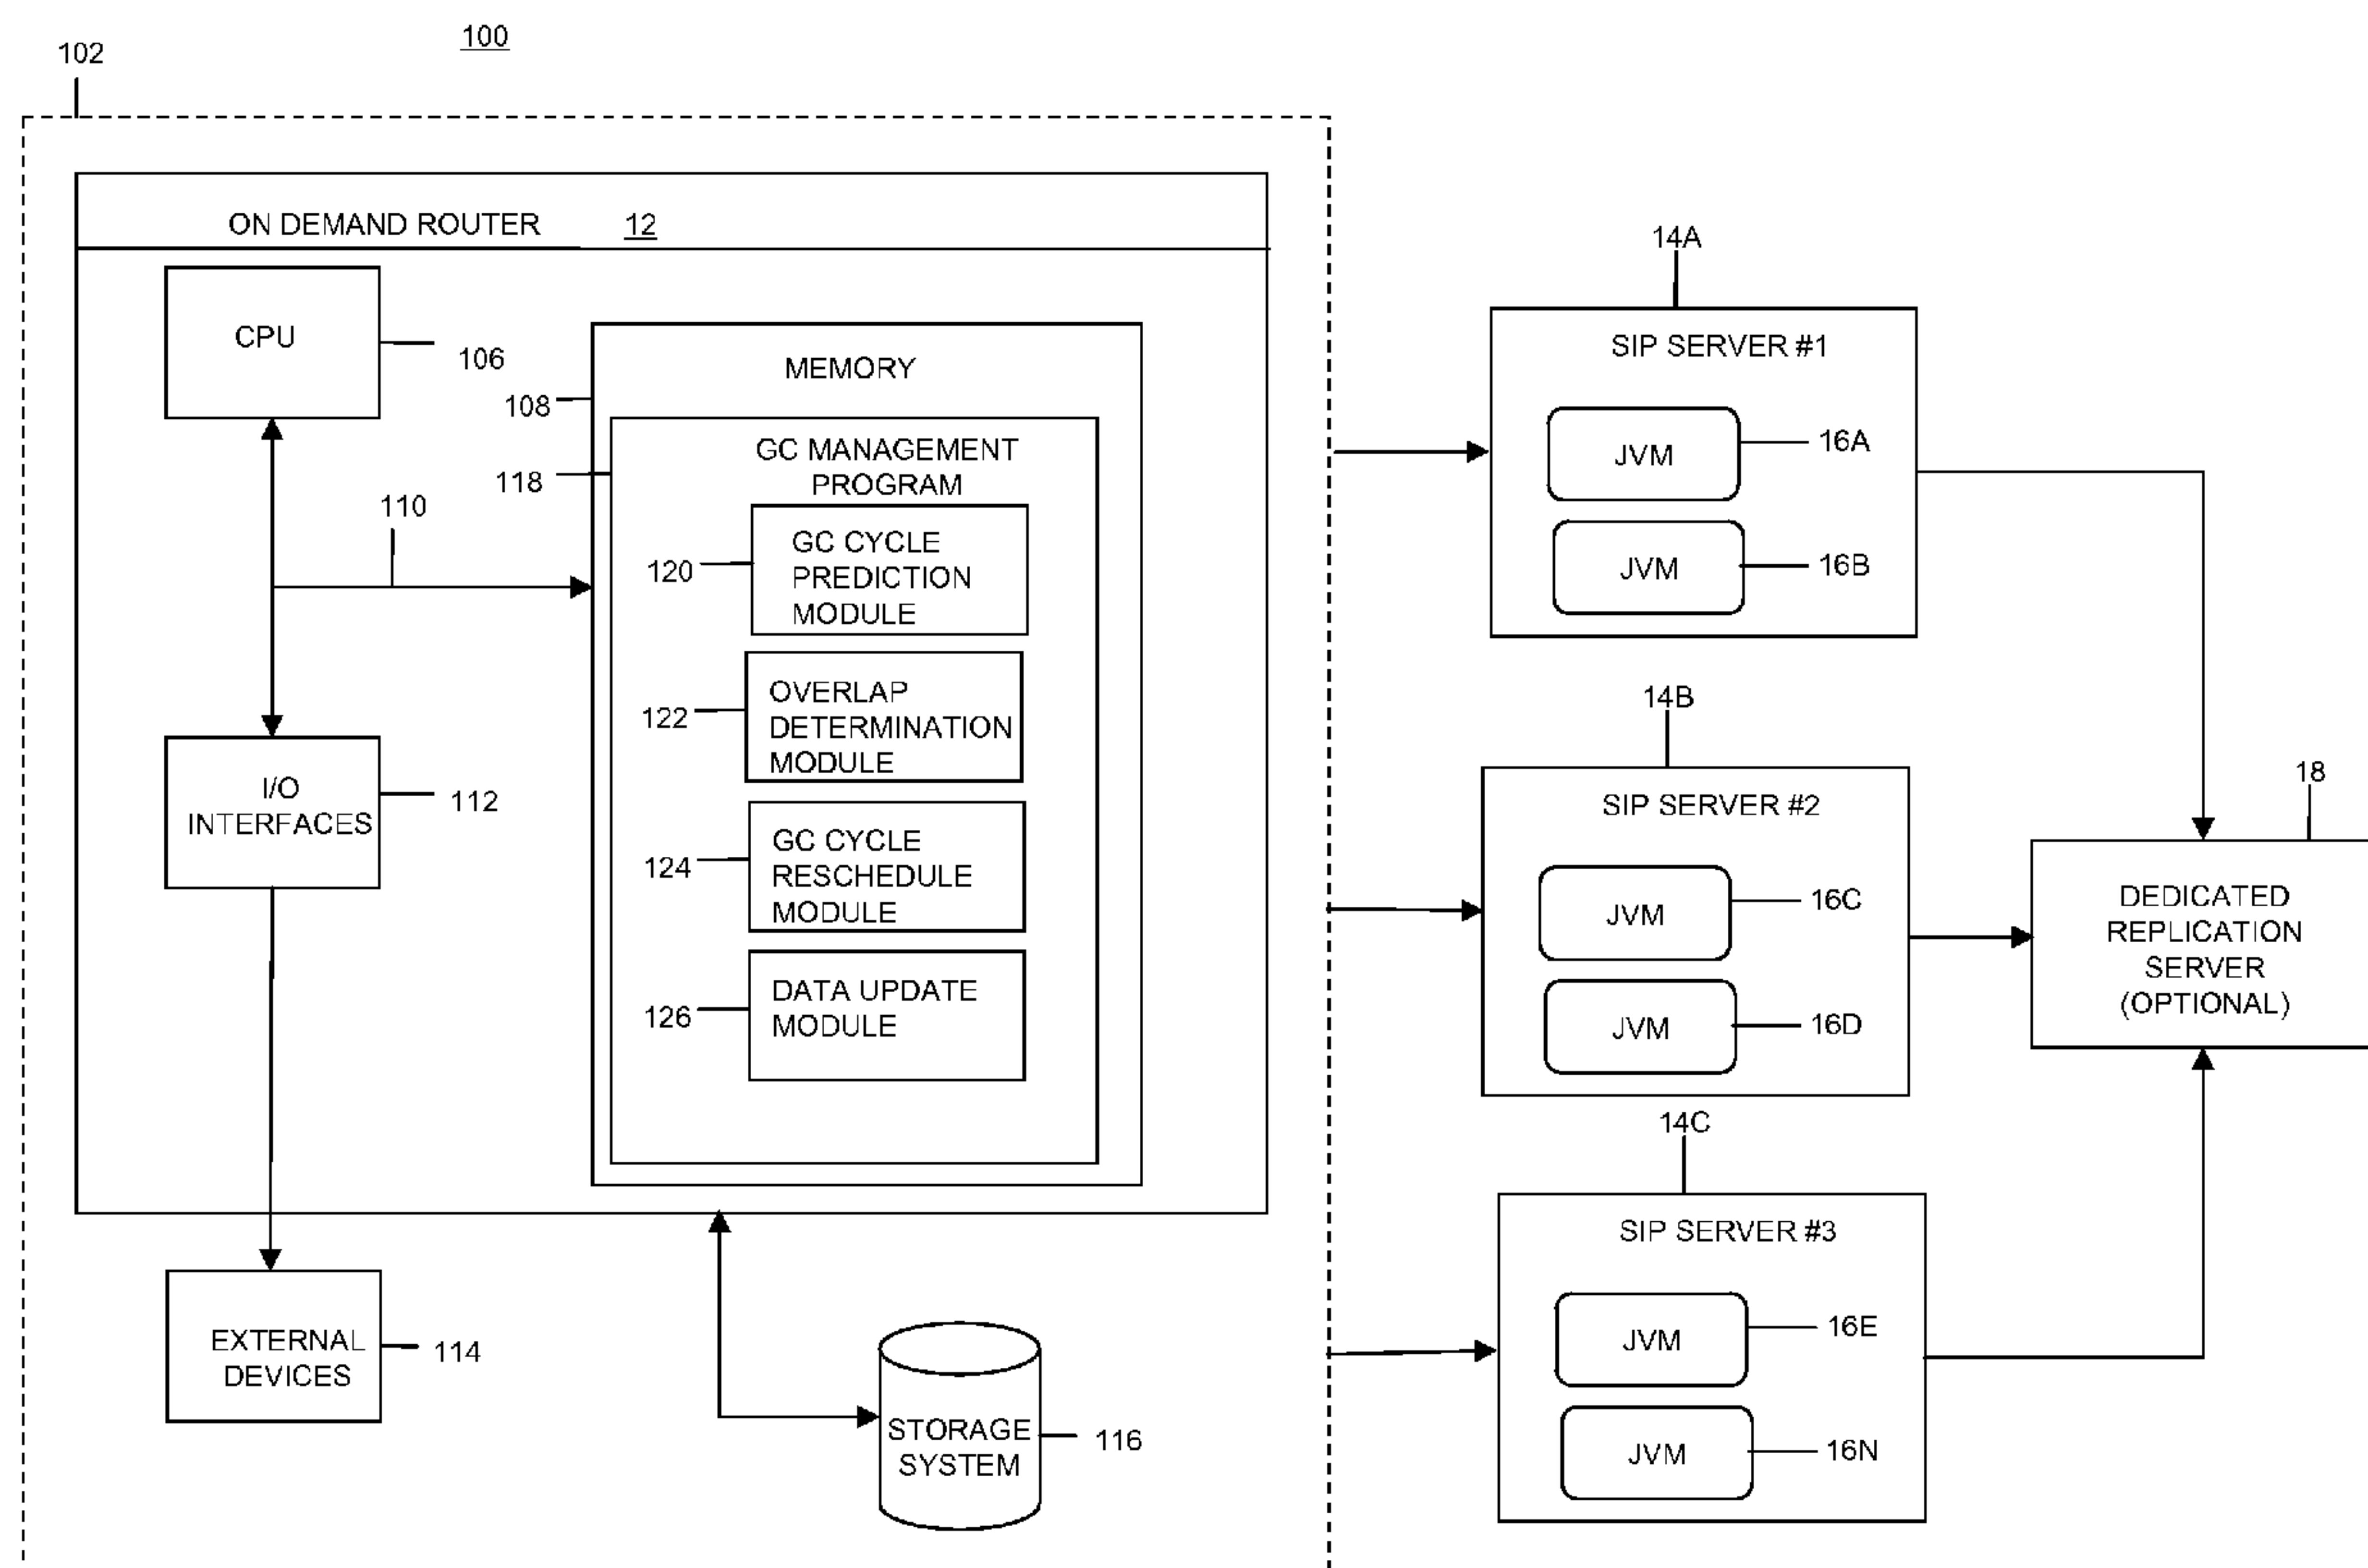 100
102
ON DEMAND ROUTER 12
CPU
106
MEMORY
108
GC MANAGEMENT
PROGRAM
118
110
GC CYCLE
PREDICTION
MODULE
120
OVERLAP
DETERMINATION
MODULE
122
I/O
INTERFACES
112
GC CYCLE
RESCHEDULE
MODULE
124
DATA UPDATE
MODULE
126
EXTERNAL
DEVICES
114
STORAGE
SYSTEM
116
14A
SIP SERVER #1
JVM
16A
JVM
16B
14B
SIP SERVER #2
JVM
16C
JVM
16D
14C
SIP SERVER #3
JVM
16E
JVM
16N
18
DEDICATED
REPLICATION
SERVER
(OPTIONAL)